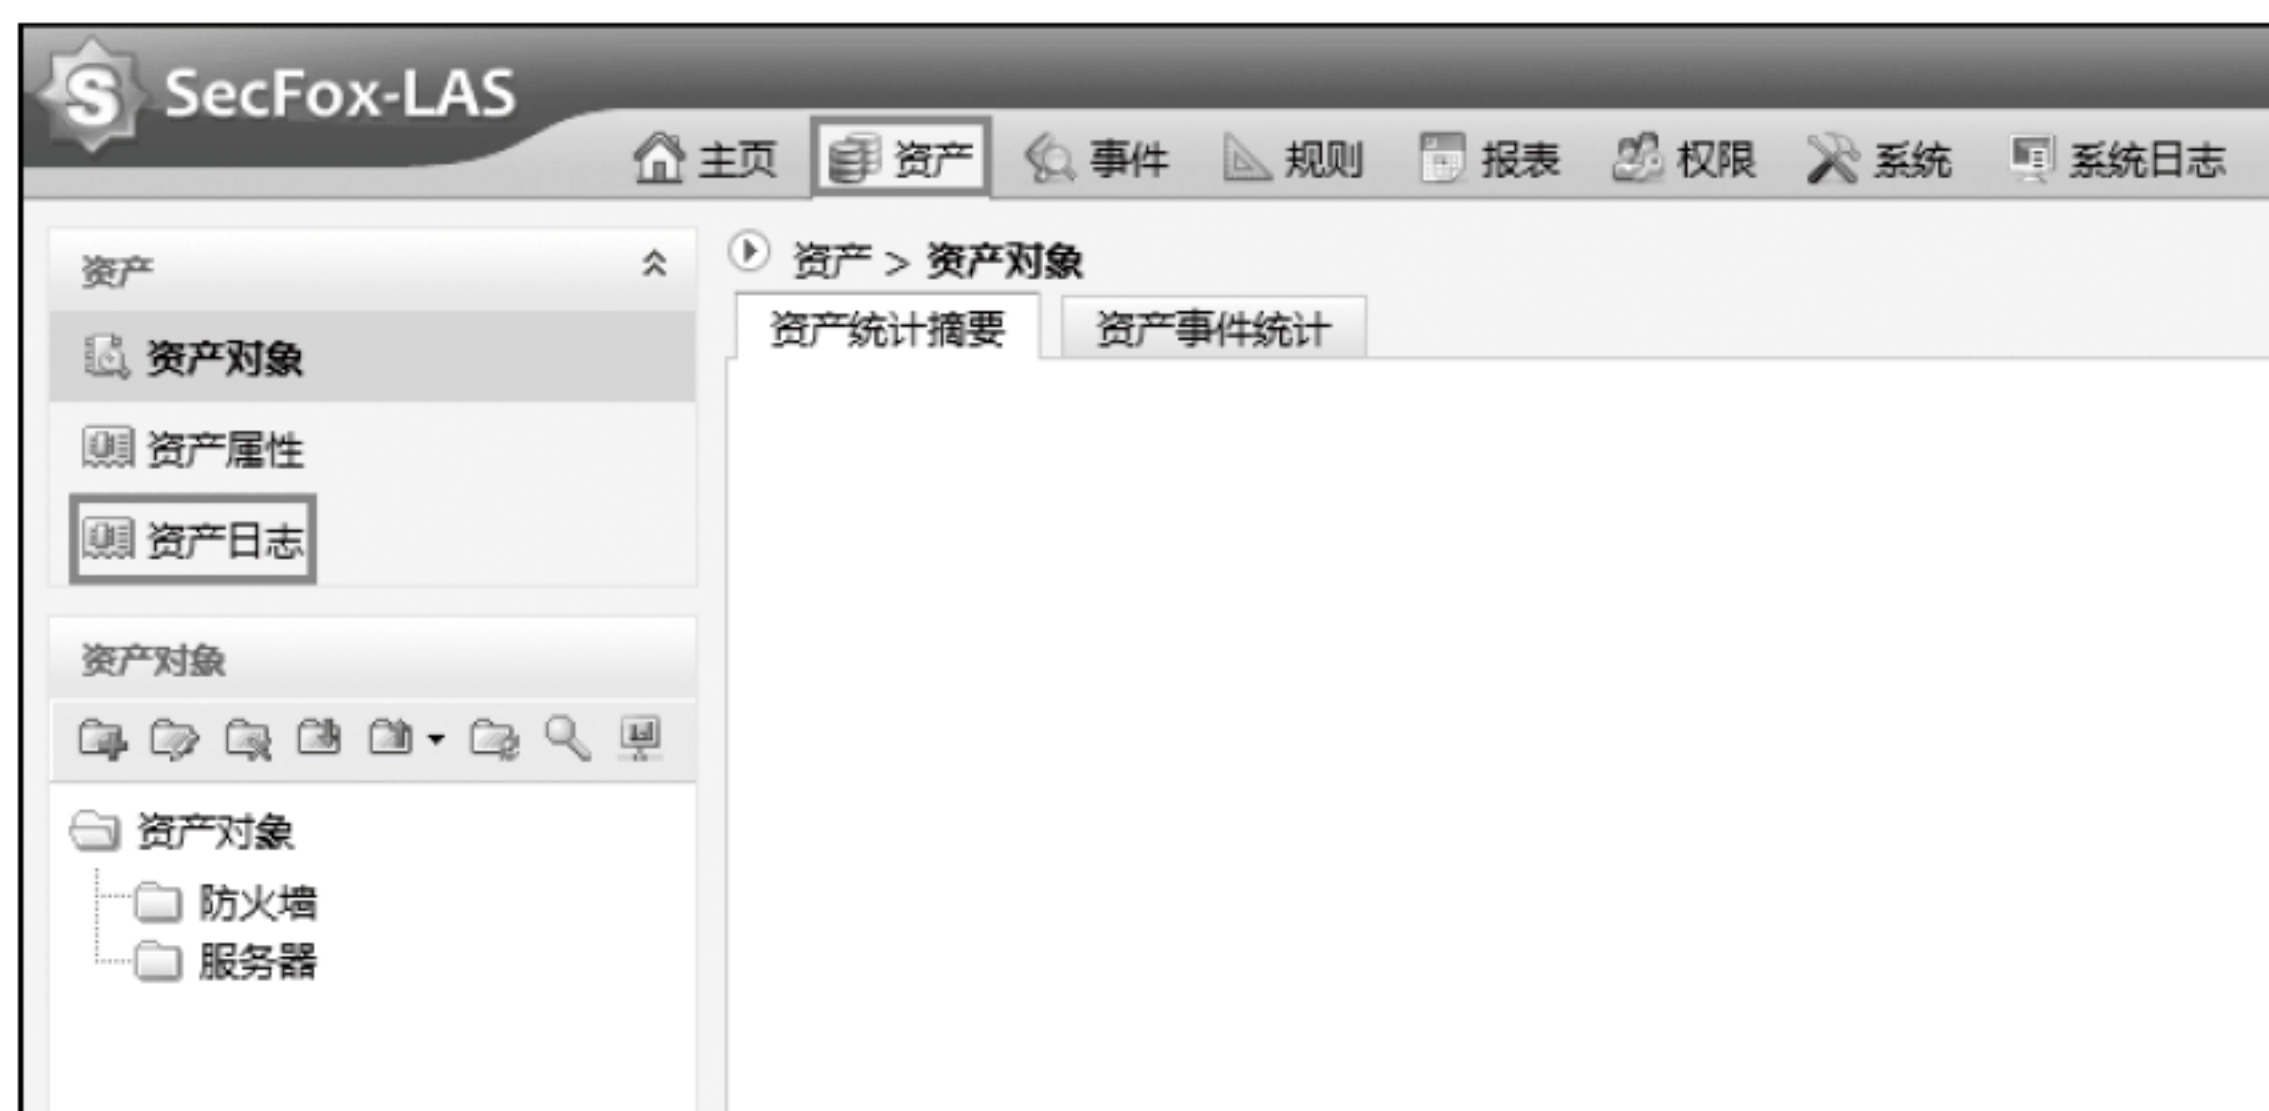 SecFox-LAS
主页 资产 事件 规则 报表 权限 系统 系统日志
资产
资产对象
资产属性
资产日志
资产对象
资产对象
防火墙
服务器
资产 > 资产对象
资产统计摘要 资产事件统计